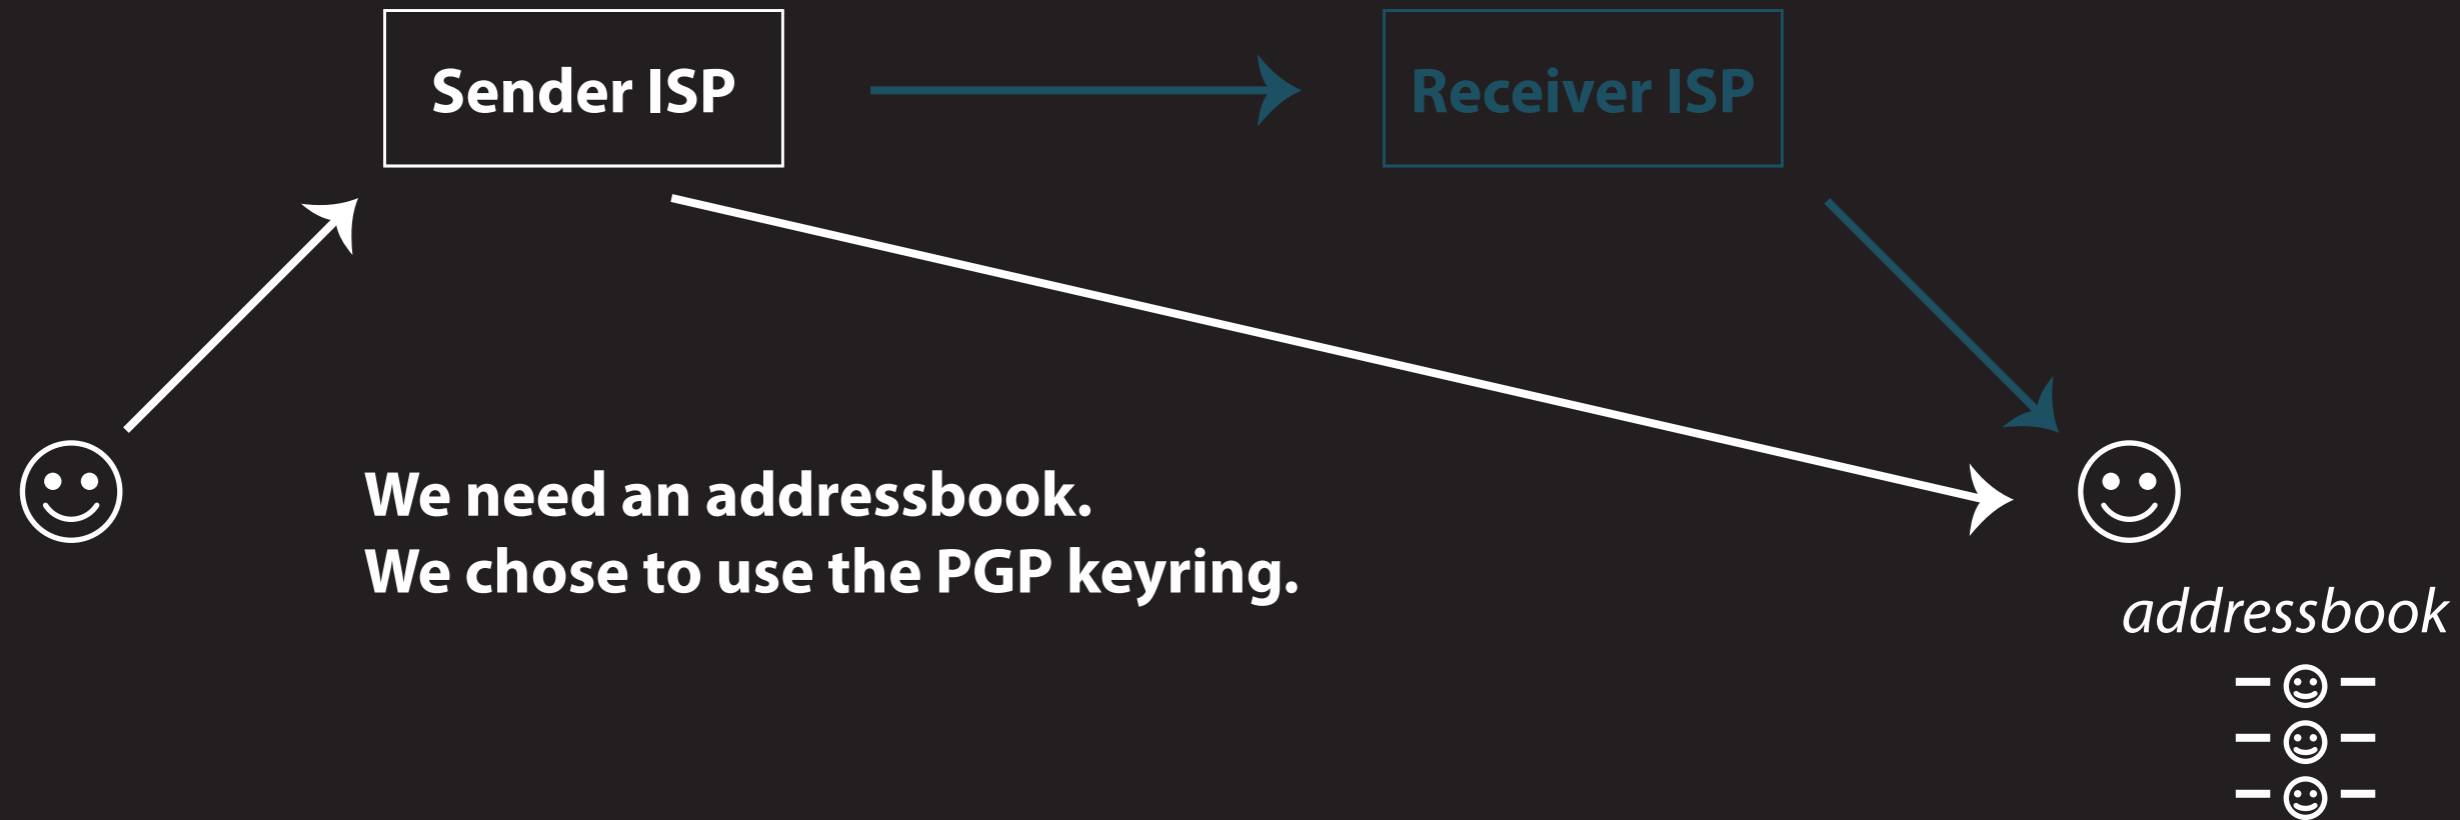 Sender ISP
Receiver ISP
We need an addressbook.
We chose to use the PGP keyring.
addressbook